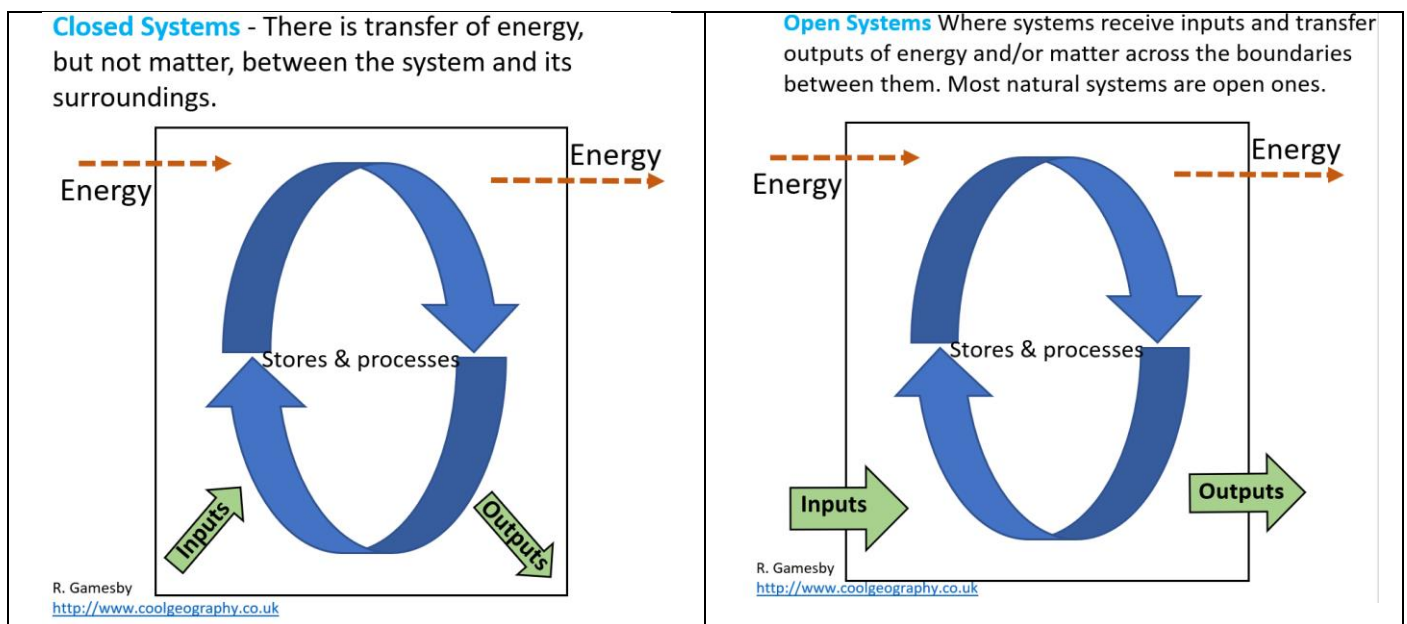 Closed Systems - There is transfer of energy,
but not matter, between the system and its
surroundings.
Energy
Energy
Stores & processes
Inputs
Outputs
R. Gamesby
http://www.coolgeography.co.uk
Open Systems Where systems receive inputs and transfer
outputs of energy and/or matter across the boundaries
between them. Most natural systems are open ones.
Energy
Energy
Stores & processes
Inputs
Outputs
R. Gamesby
http://www.coolgeography.co.uk